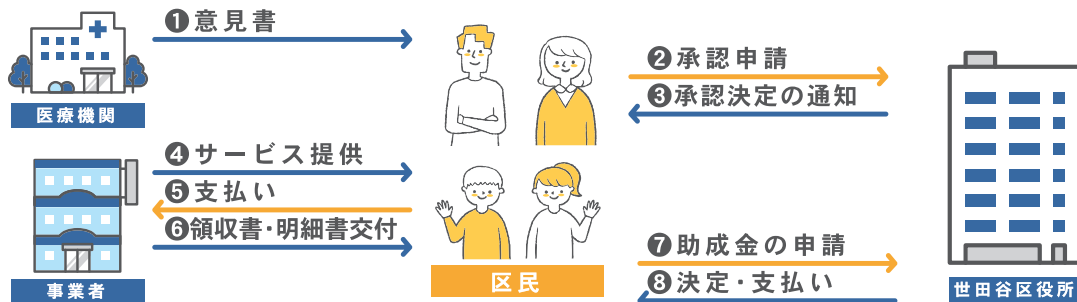 ❶意見書
医療機関
❷承認申請
❸承認決定の通知
❹サービス提供
❺支払い
❻領収書・明細書交付
事業者
区民
❼助成金の申請
❽決定・支払い
世田谷区役所